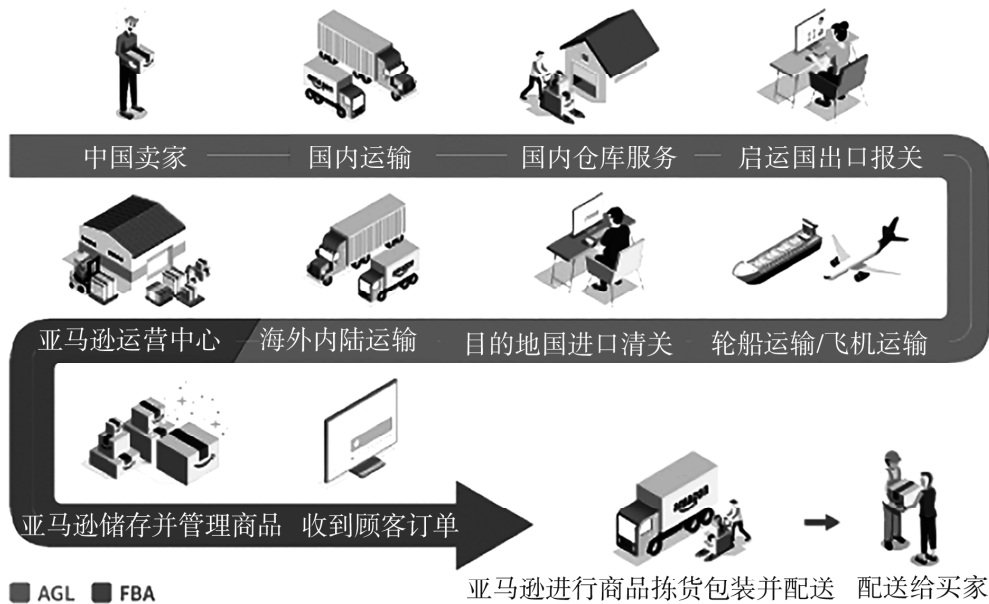 中国卖家
国内运输
国内仓库服务
启运国出口报关
轮船运输/飞机运输
目的地国进口清关
海外内陆运输
亚马逊运营中心
亚马逊储存并管理商品
收到顾客订单
AMAZON
亚马逊进行商品拣货包装并配送
配送给买家
AGL
FBA